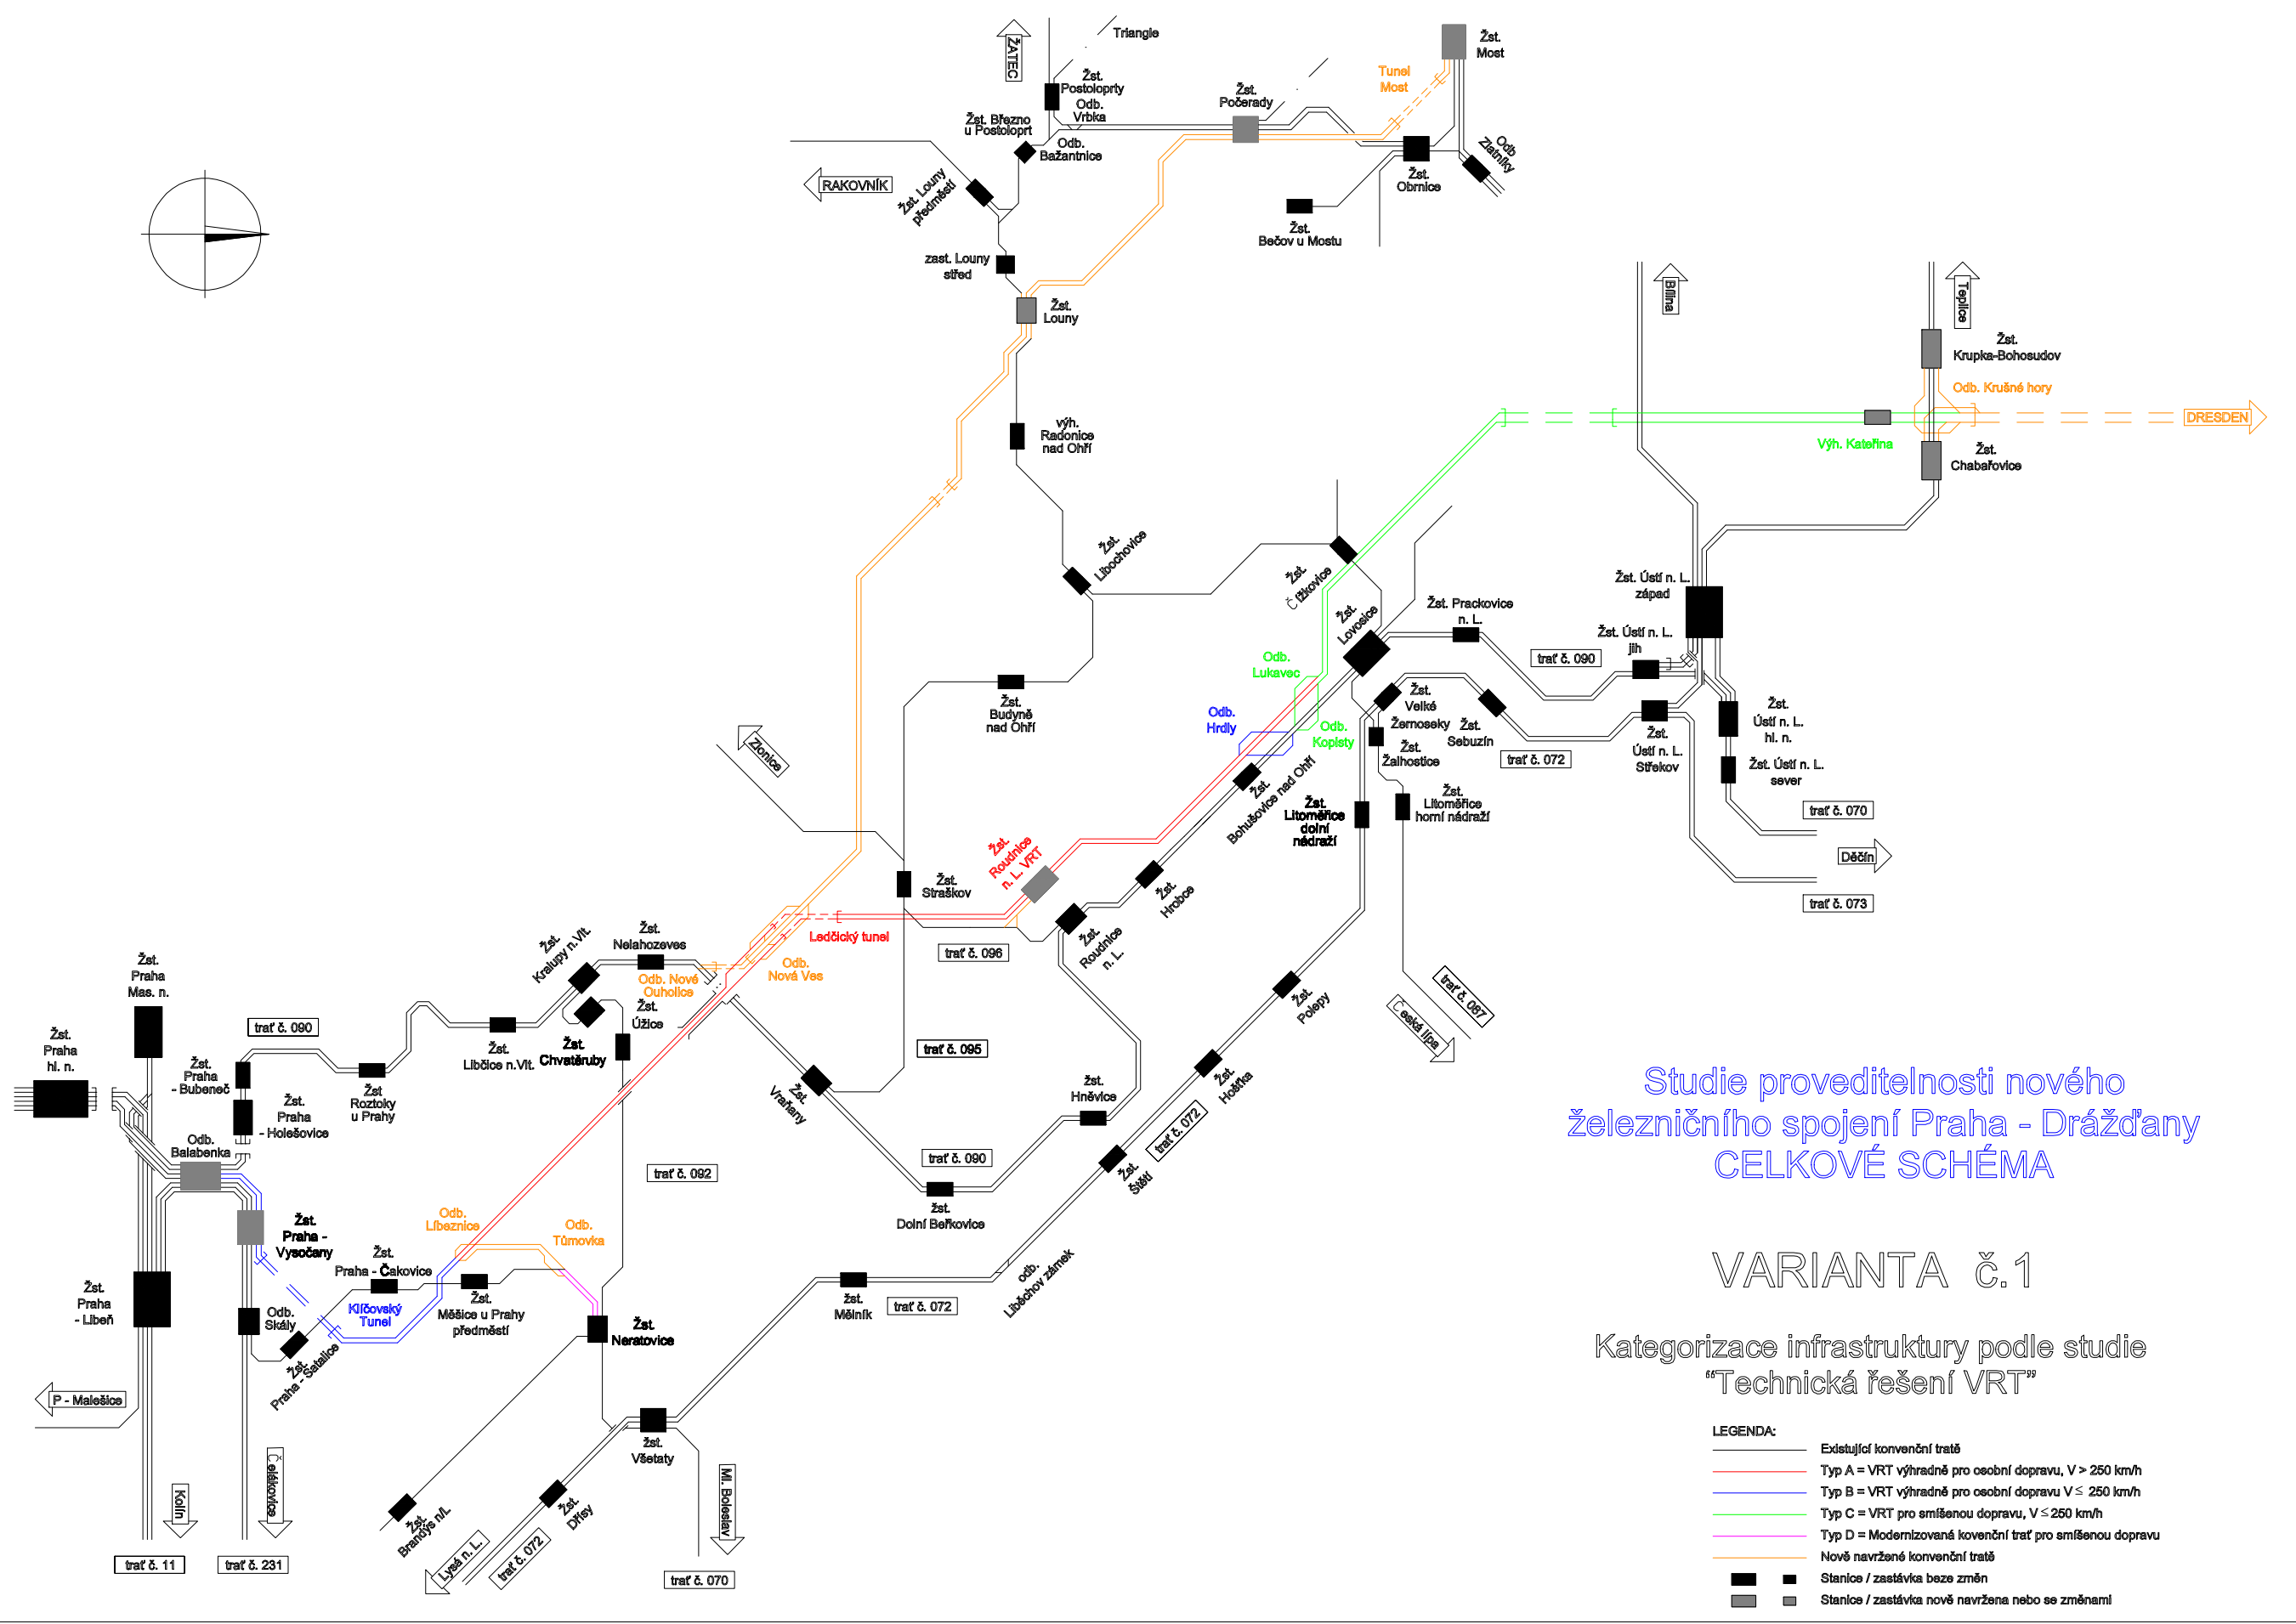 ŽATEC
Triangle
Žst.
Most
Tunel
Most
Žst.
Postoloprty
Odb.
Vrbka
Žst.
Počerady
Žst. Březno
u Postoloprt
Odb.
Bažantnice
Odb
Zlatníky
Žst.
Obrnice
RAKOVNÍK
Žst. Louny
předměstí
Žst.
Bečov u Mostu
zast. Louny
střed
Žst.
Louny
Bílina
Teplice
Žst.
Krupka-Bohosudov
Odb. Krušné hory
DRESDEN
výh.
Radonice
nad Ohří
Výh. Kateřina
Žst.
Chabařovice
Žst.
Libochovice
Žst.
Čížkovice
Žst.
Lovosice
Žst. Prackovice
n. L.
Žst. Ústí n. L.
západ
Žst. Ústí n. L.
jih
trať č. 090
Odb.
Lukavec
Žst.
Budyně
nad Ohří
Odb.
Hrdly
Odb.
Kopisty
Žst.
Velké
Žernoseky
Žst.
Sebuzín
Žst.
Žalhostice
trať č. 072
Žst.
Ústí n. L.
Střekov
Žst.
Ústí n. L.
hl. n.
Žst. Ústí n. L.
sever
Zlonice
Žst.
Bohušovice nad Ohří
Žst.
Litoměřice
dolní
nádraží
Žst.
Litoměřice
horní nádraží
trať č. 070
Děčín
trať č. 073
Žst.
Roudnice
n. L. VRT
Žst.
Straškov
Žst.
Hrobce
Ledčický tunel
trať č. 096
Žst.
Roudnice
n. L.
Žst.
Nelahozeves
Žst.
Kralupy n.Vlt.
Odb. Nové
Ouholice
Odb.
Nová Ves
Žst.
Praha
Mas. n.
Žst.
Praha
hl. n.
trať č. 090
Žst.
Úžice
Žst.
Polepy
trať č. 087
Česká lípa
Žst.
Praha
- Bubeneč
Žst
Roztoky
u Prahy
Žst.
Libčice n.Vlt.
Žst.
Chvatěruby
trať č. 095
Žst.
Vraňany
žst.
Hněvice
Žst.
Hoštka
Žst.
Praha
- Holešovice
Odb.
Balabenka
trať č. 092
trať č. 090
trať č. 072
Žst.
Štětí
žst.
Dolní Beřkovice
Studie proveditelnosti nového
železničního spojení Praha - Drážďany
CELKOVÉ SCHÉMA
Žst.
Praha -
Vysočany
Odb.
Líbeznice
Odb.
Tůmovka
Žst.
Praha - Čakovice
odb.
Liběchov zámek
VARIANTA č.1
Žst.
Praha
- Libeň
Odb.
Skály
Klíčovský
Tunel
Žst.
Měšice u Prahy
předměstí
žst.
Mělník
trať č. 072
Žst.
Neratovice
Žst.
Praha - Satalice
Kategorizace infrastruktury podle studie
“Technická řešení VRT”
P - Malešice
žst.
Všetaty
Kolín
Čelákovice
Žst.
Brandýs n/L
Žst.
Dřísy
Ml. Boleslav
Lysá n. L.
trať č. 072
trať č. 11
trať č. 231
trať č. 070
LEGENDA:
Existující konvenční tratě
Typ A = VRT výhradně pro osobní dopravu, V > 250 km/h
Typ B = VRT výhradně pro osobní dopravu V ≤ 250 km/h
Typ C = VRT pro smíšenou dopravu, V ≤ 250 km/h
Typ D = Modernizovaná kovenční trať pro smíšenou dopravu
Nově navržené konvenční tratě
Stanice / zastávka beze změn
Stanice / zastávka nově navržena nebo se změnami